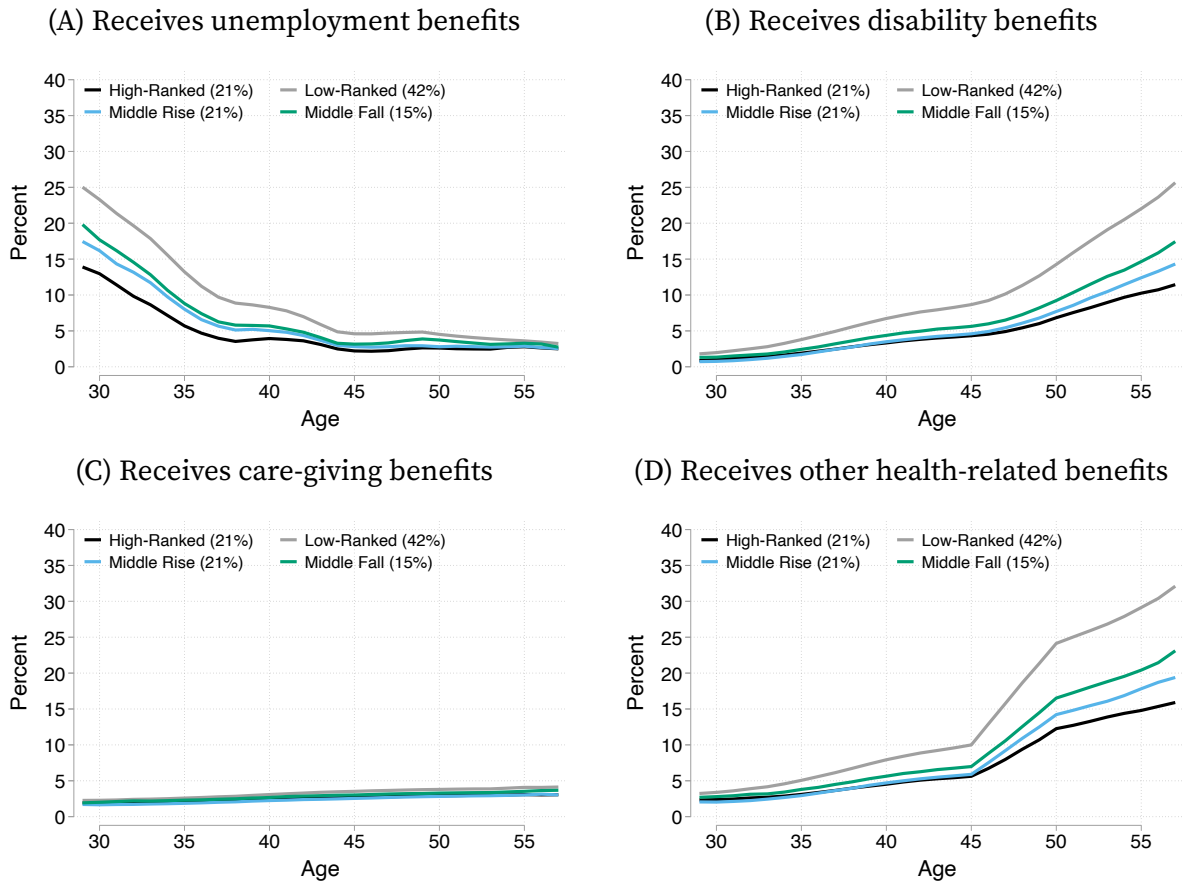 (A) Receives unemployment benefits
40
35
30
25
20
15
10
5
0
Percent
High-Ranked (21%) Low-Ranked (42%)
Middle Rise (21%) Middle Fall (15%)
30 35 40 45 50 55
Age
(B) Receives disability benefits
40
35
30
25
20
15
10
5
0
Percent
High-Ranked (21%) Low-Ranked (42%)
Middle Rise (21%) Middle Fall (15%)
30 35 40 45 50 55
Age
(C) Receives care-giving benefits
40
35
30
25
20
15
10
5
0
Percent
High-Ranked (21%) Low-Ranked (42%)
Middle Rise (21%) Middle Fall (15%)
30 35 40 45 50 55
Age
(D) Receives other health-related benefits
40
35
30
25
20
15
10
5
0
Percent
High-Ranked (21%) Low-Ranked (42%)
Middle Rise (21%) Middle Fall (15%)
30 35 40 45 50 55
Age